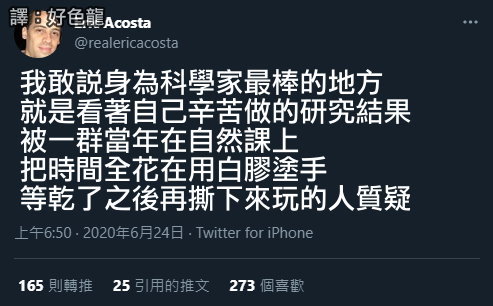 譯：好色龍
Acosta
@realericacosta
我敢説身為科學家最棒的地方
就是看著自己辛苦做的研究結果
被一群當年在自然課上
把時間全花在用白膠塗手
等乾了之後再撕下來玩的人質疑
上午6:50 · 2020年6月24日 · Twitter for iPhone
165 則轉推 25 引用的推文 273 個喜歡